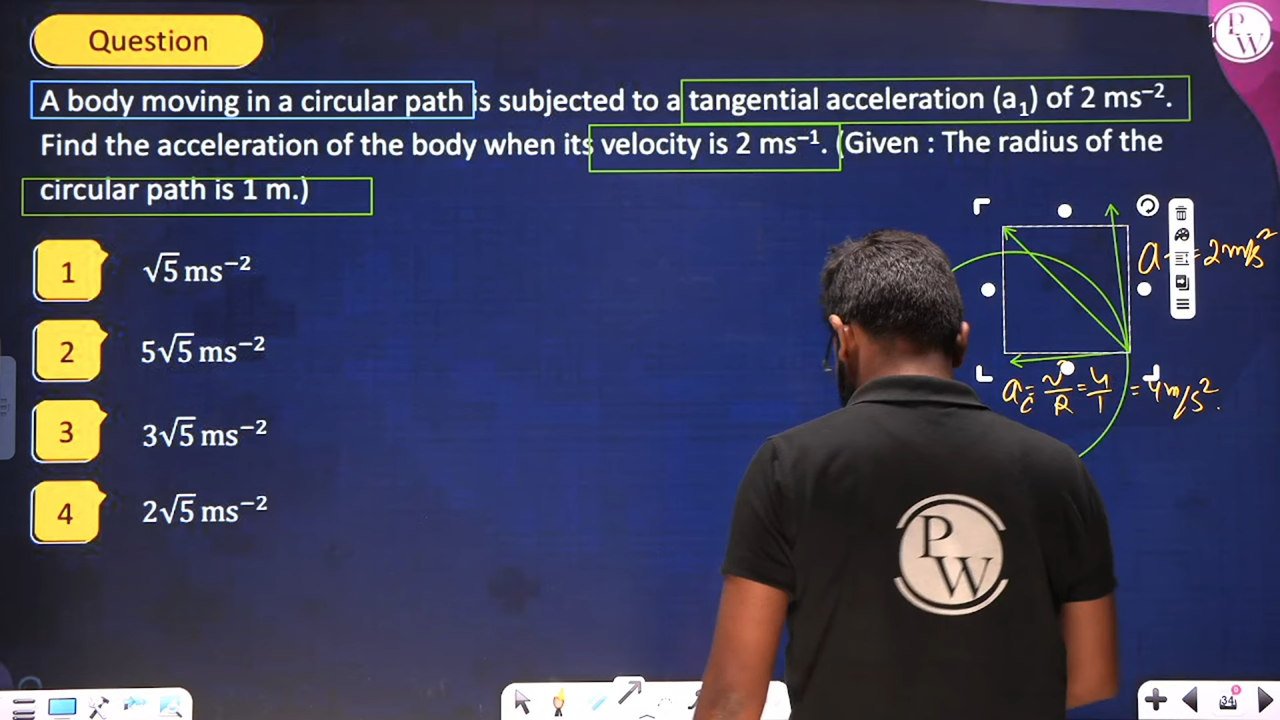 Question
A body moving in a circular path is subjected to a tangential acceleration (a₁) of 2 ms⁻².
Find the acceleration of the body when its velocity is 2 ms⁻¹. (Given : The radius of the
circular path is 1 m.)
1 √5 ms⁻²
2 5√5 ms⁻²
3 3√5 ms⁻²
4 2√5 ms⁻²
a = 2 m/s²
a_c = v²/R = 4/1 = 4 m/s².
P
W
P
W
34